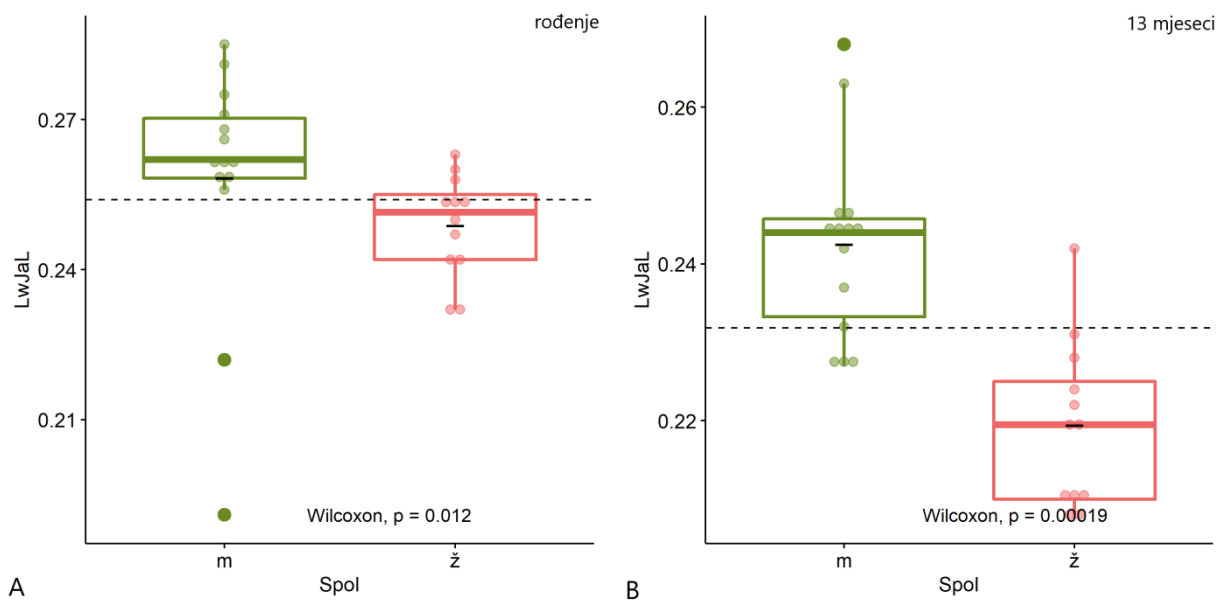 rođenje
LwJaL
0.27
0.24
0.21
Wilcoxon, p = 0.012
m
ž
Spol
A
13 mjeseci
LwJaL
0.26
0.24
0.22
Wilcoxon, p = 0.00019
m
ž
Spol
B